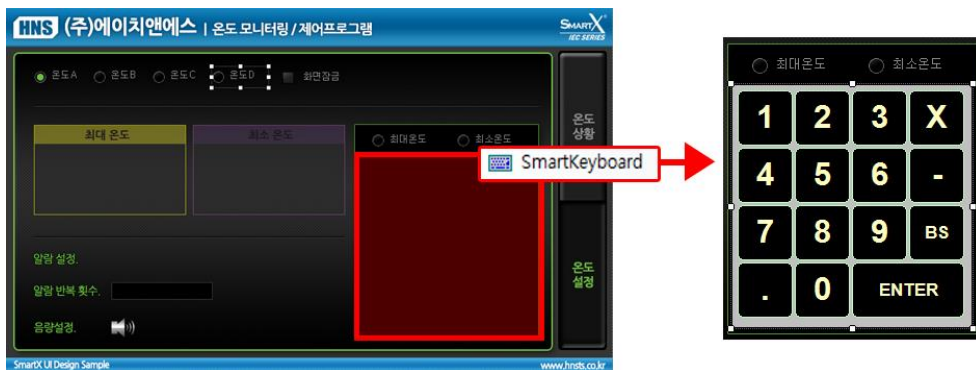 HNS (주)에이치앤에스 | 온도 모니터링 / 제어프로그램
SMARTX
IEC SERIES
온도A 온도B 온도C 온도D 화면잠금
최대 온도 최소 온도
최대온도 최소온도
온도
상황
SmartKeyboard
알람 설정.
알람 반복 횟수.
음량설정.
온도
설정
SmartX UI Design Sample
www.hnsts.co.kr
최대온도 최소온도
1 2 3 X
4 5 6 -
7 8 9 BS
. 0 ENTER